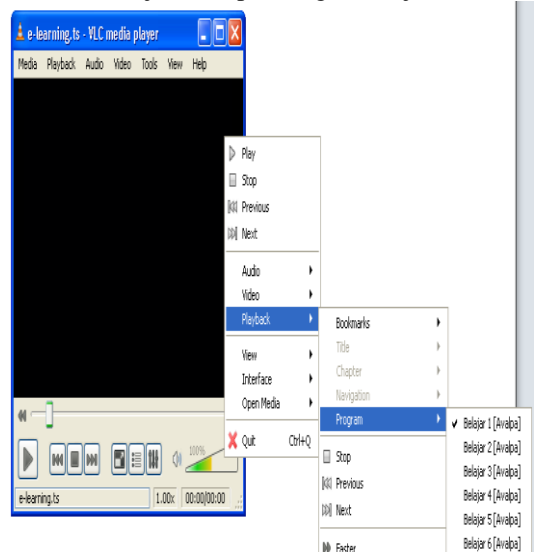 e-learning.ts - VLC media player
Media Playback Audio Video Tools View Help
Play
Stop
Previous
Next
Audio
Video
Playback
View
Interface
Open Media
Quit Ctrl+Q
Bookmarks
Title
Chapter
Navigation
Program
Stop
Previous
Next
Faster
Belajar 1 [Avalpa]
Belajar 2 [Avalpa]
Belajar 3 [Avalpa]
Belajar 4 [Avalpa]
Belajar 5 [Avalpa]
Belajar 6 [Avalpa]
100%
e-learning.ts 1.00x 00:00/00:00